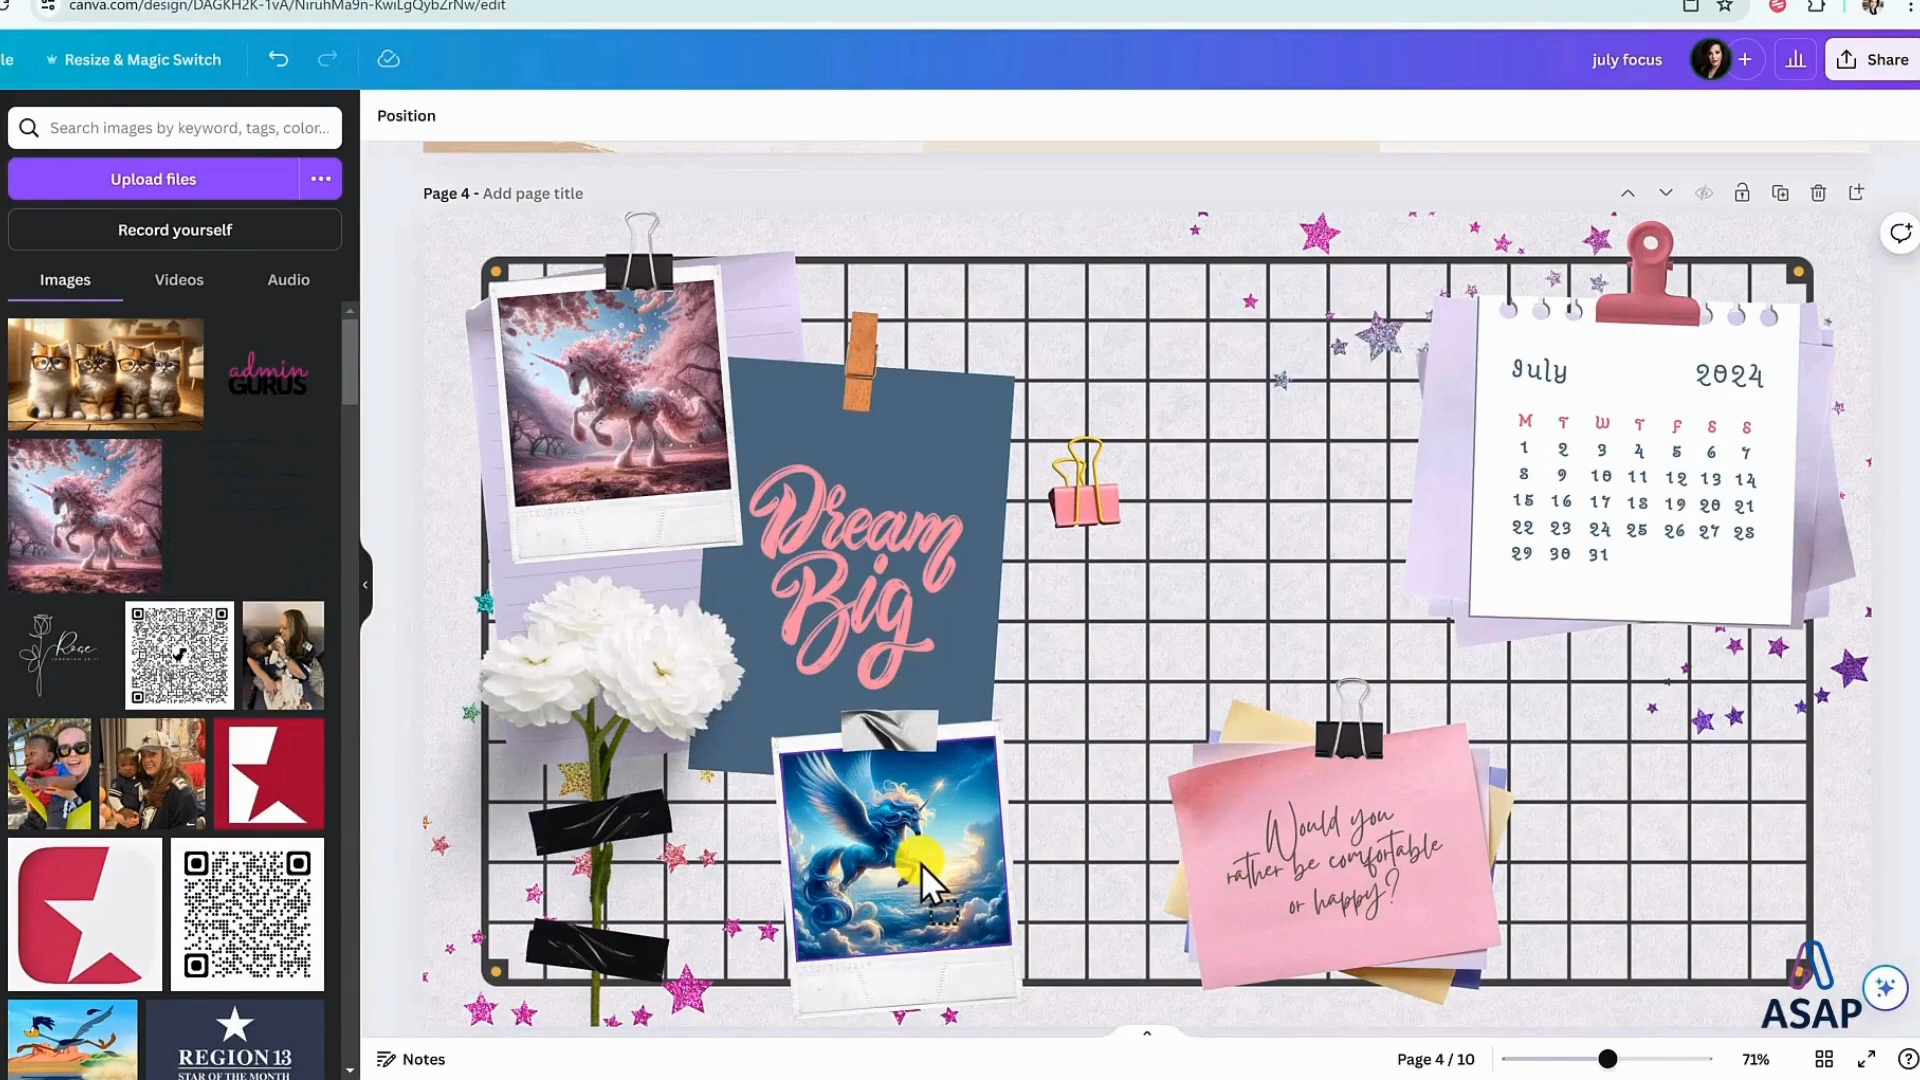 canva.com/design/DAGKH2K-1vA/NiruhMa9n-KwiLgQybZrNw/edit
le Resize & Magic Switch july focus Share
Search images by keyword, tags, color...
Position
Upload files
Page 4 - Add page title
Record yourself
Images Videos Audio
admin
GURUS
Rose
REGION 13
STAR OF THE MONTH
Dream
Big
July 2024
M T W T F S S
1 2 3 4 5 6 7
8 9 10 11 12 13 14
15 16 17 18 19 20 21
22 23 24 25 26 27 28
29 30 31
Would you
rather be comfortable
or happy?
ASAP
Notes
Page 4 / 10 71%